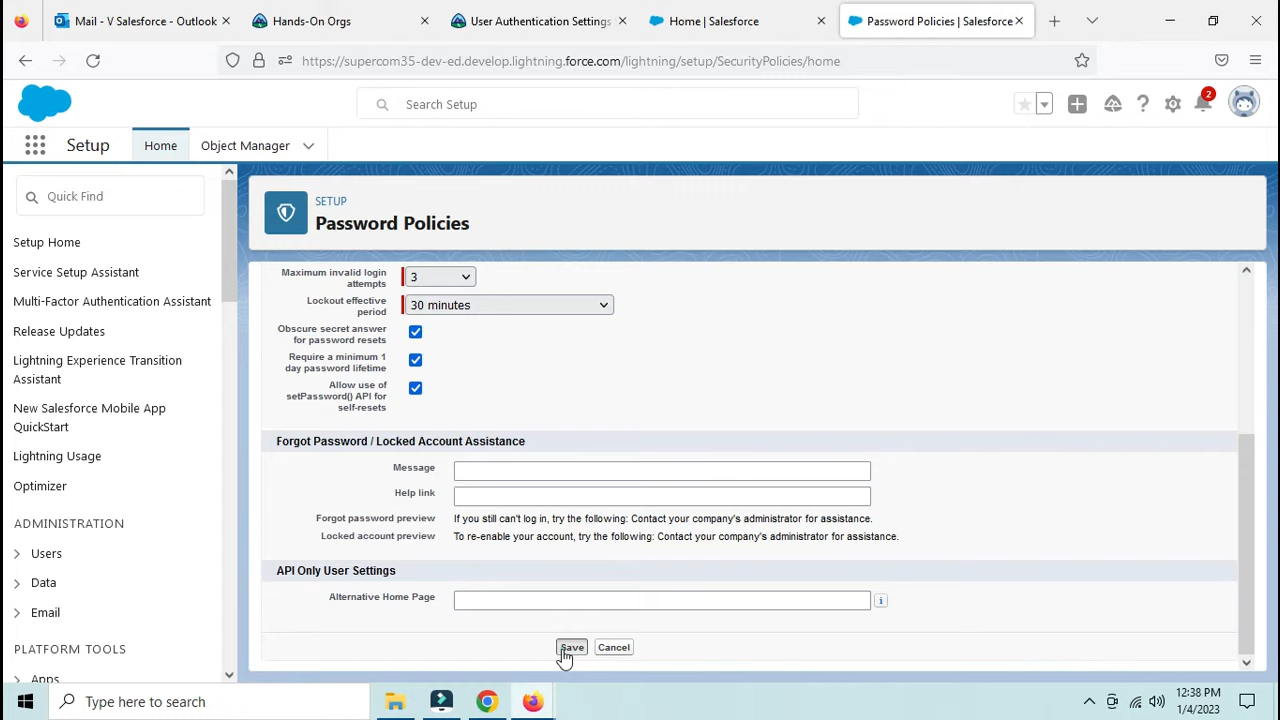 Mail - V Salesforce - Outlook
Hands-On Orgs
User Authentication Settings
Home | Salesforce
Password Policies | Salesforce
https://supercom35-dev-ed.develop.lightning.force.com/lightning/setup/SecurityPolicies/home
Search Setup
2
Setup
Home
Object Manager
Quick Find
Setup Home
Service Setup Assistant
Multi-Factor Authentication Assistant
Release Updates
Lightning Experience Transition
Assistant
New Salesforce Mobile App
QuickStart
Lightning Usage
Optimizer
ADMINISTRATION
Users
Data
Email
PLATFORM TOOLS
Apps
SETUP
Password Policies
Maximum invalid login
attempts
3
Lockout effective
period
30 minutes
Obscure secret answer
for password resets
Require a minimum 1
day password lifetime
Allow use of
setPassword() API for
self-resets
Forgot Password / Locked Account Assistance
Message
Help link
Forgot password preview
If you still can't log in, try the following: Contact your company's administrator for assistance.
Locked account preview
To re-enable your account, try the following: Contact your company's administrator for assistance.
API Only User Settings
Alternative Home Page
i
Save
Cancel
Type here to search
12:38 PM
1/4/2023